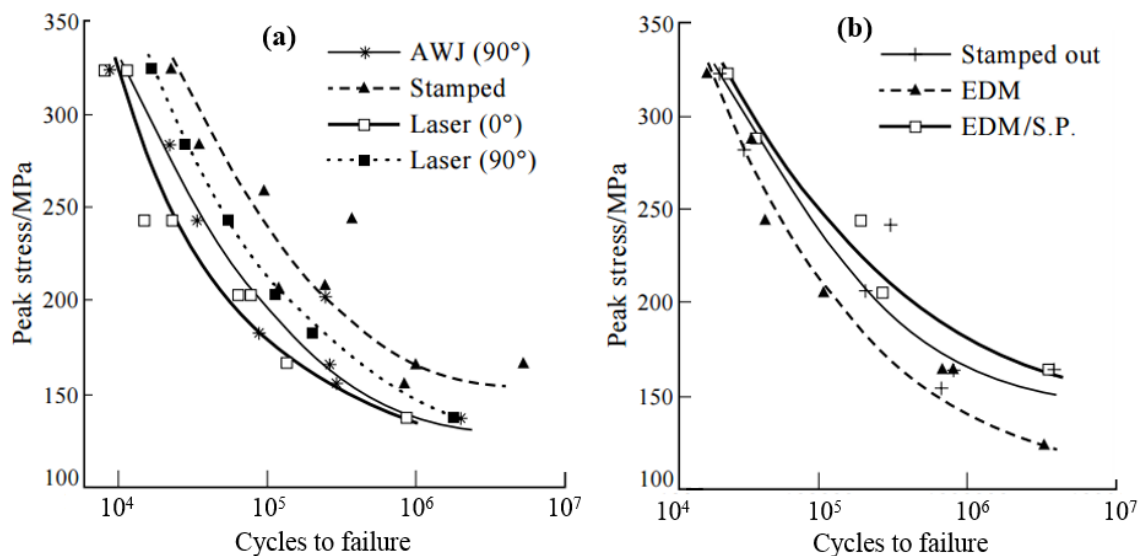 (a)
AWJ (90°)
Stamped
Laser (0°)
Laser (90°)
Peak stress/MPa
350
300
250
200
150
100
10⁴
10⁵
10⁶
10⁷
Cycles to failure
(b)
Stamped out
EDM
EDM/S.P.
Peak stress/MPa
350
300
250
200
150
100
10⁴
10⁵
10⁶
10⁷
Cycles to failure